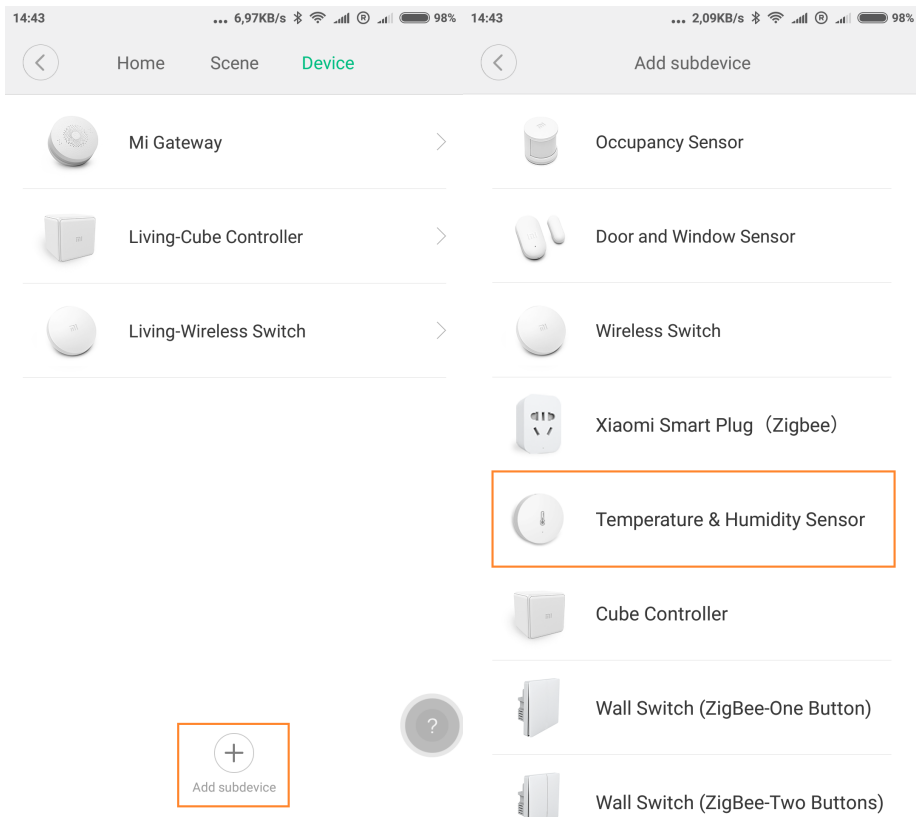 14:43
... 6,97KB/s ® 98%
Home Scene Device
Mi Gateway
Living-Cube Controller
Living-Wireless Switch
?
Add subdevice
14:43
... 2,09KB/s ® 98%
Add subdevice
Occupancy Sensor
Door and Window Sensor
Wireless Switch
Xiaomi Smart Plug（Zigbee）
Temperature & Humidity Sensor
Cube Controller
Wall Switch (ZigBee-One Button)
Wall Switch (ZigBee-Two Buttons)